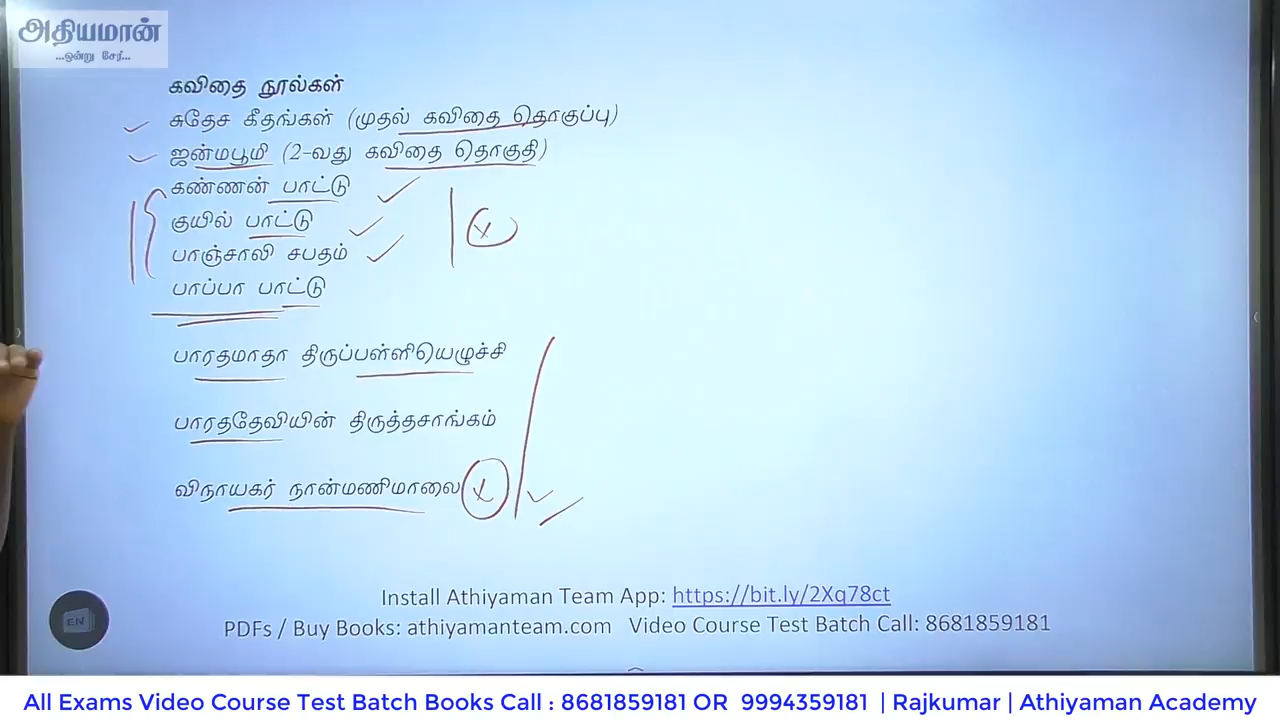 அதியமான்
...ஒன்று சேர்...
கவிதை நூல்கள்
சுதேச கீதங்கள் (முதல் கவிதை தொகுப்பு)
ஜன்மபூமி (2-வது கவிதை தொகுதி)
கண்ணன் பாட்டு
குயில் பாட்டு
பாஞ்சாலி சபதம்
பாப்பா பாட்டு
பாரதமாதா திருப்பள்ளியெழுச்சி
பாரததேவியின் திருத்தசாங்கம்
விநாயகர் நான்மணிமாலை
EN
Install Athiyaman Team App: https://bit.ly/2Xq78ct
PDFs / Buy Books: athiyamanteam.com Video Course Test Batch Call: 8681859181
All Exams Video Course Test Batch Books Call : 8681859181 OR 9994359181 | Rajkumar | Athiyaman Academy